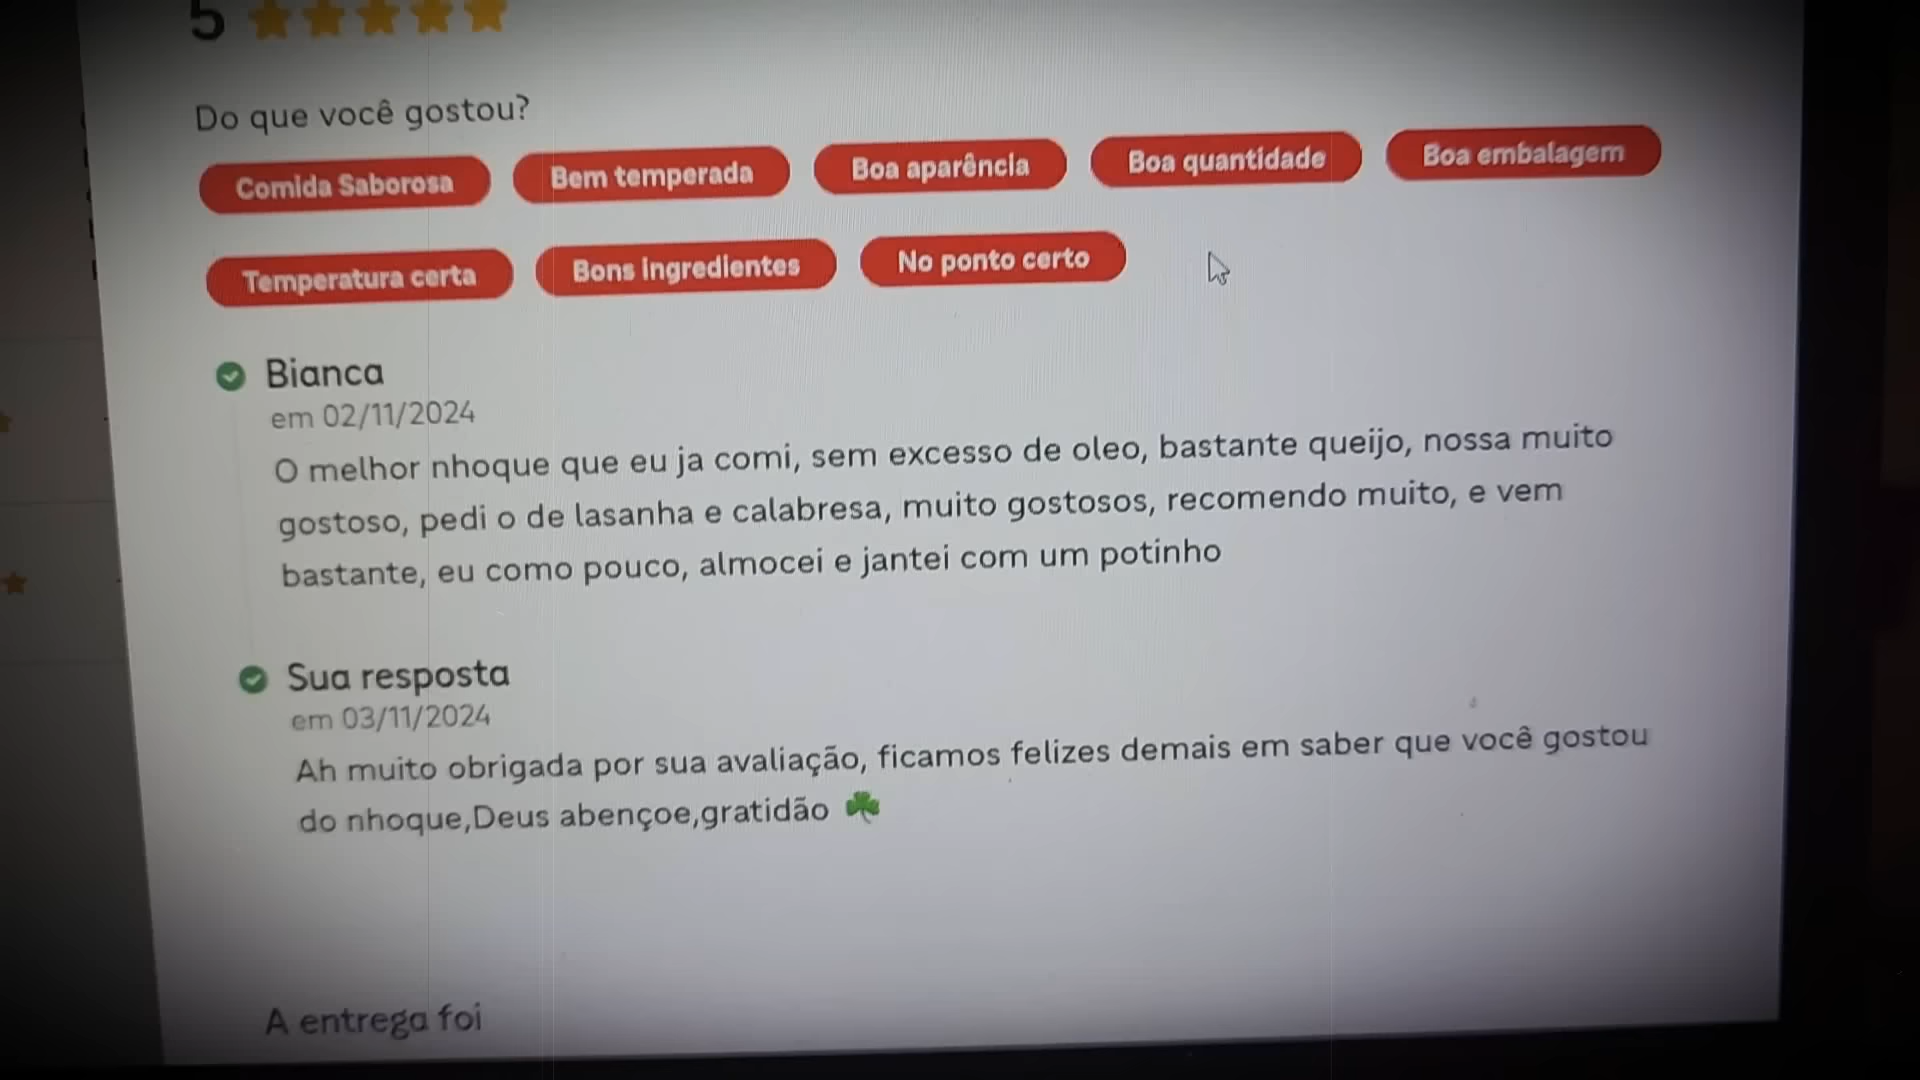 5
Do que você gostou?
Comida Saborosa Bem temperada Boa aparência Boa quantidade Boa embalagem
Temperatura certa Bons ingredientes No ponto certo
Bianca
em 02/11/2024
O melhor nhoque que eu ja comi, sem excesso de oleo, bastante queijo, nossa muito
gostoso, pedi o de lasanha e calabresa, muito gostosos, recomendo muito, e vem
bastante, eu como pouco, almocei e jantei com um potinho
Sua resposta
em 03/11/2024
Ah muito obrigada por sua avaliação, ficamos felizes demais em saber que você gostou
do nhoque,Deus abençoe,gratidão ☘️
A entrega foi